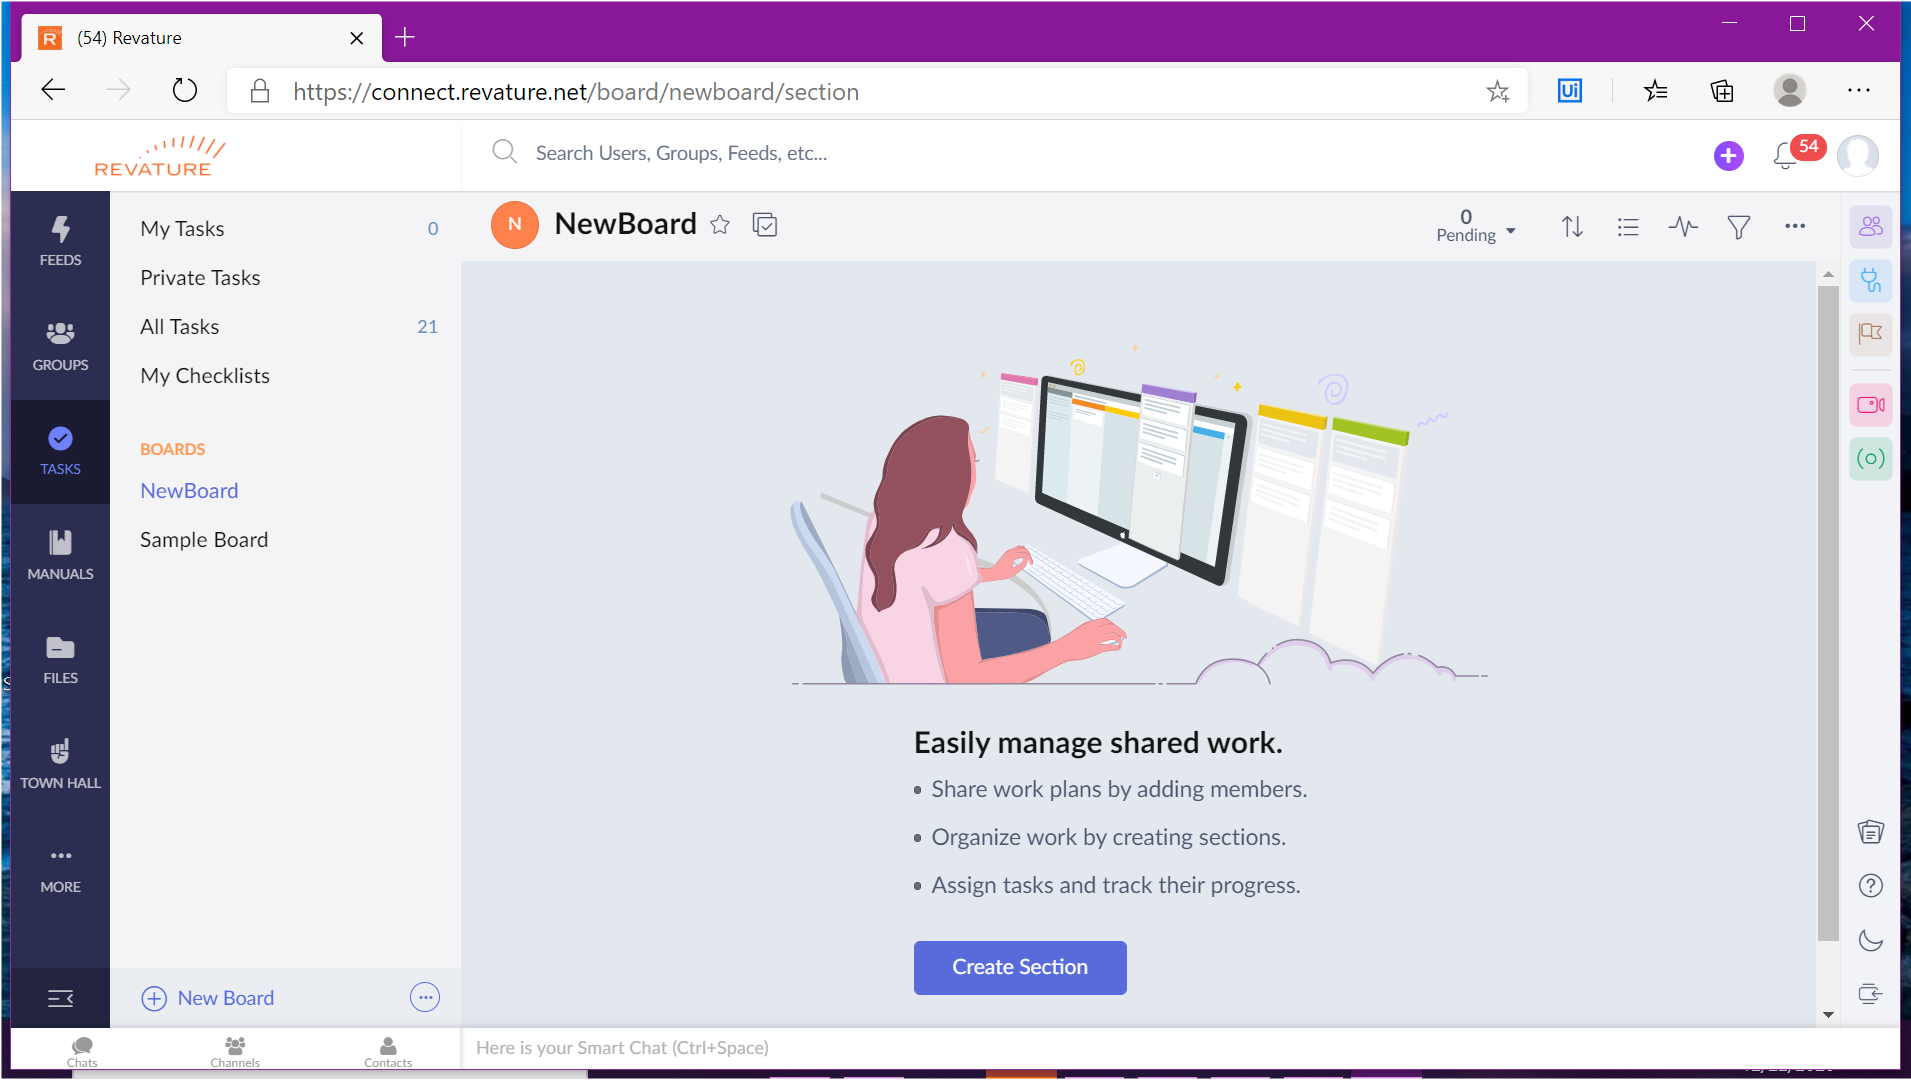 (54) Revature
https://connect.revature.net/board/newboard/section
Ui
REVATURE
Search Users, Groups, Feeds, etc...
54
FEEDS
GROUPS
TASKS
MANUALS
FILES
TOWN HALL
MORE
My Tasks 0
Private Tasks
All Tasks 21
My Checklists
BOARDS
NewBoard
Sample Board
New Board
N NewBoard
0
Pending
Easily manage shared work.
• Share work plans by adding members.
• Organize work by creating sections.
• Assign tasks and track their progress.
Create Section
Chats Channels Contacts
Here is your Smart Chat (Ctrl+Space)